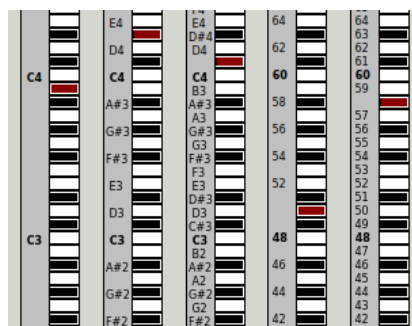 C4
C3
E4
D4
C4
A#3
G#3
F#3
E3
D3
C3
A#2
G#2
F#2
E4
D#4
D4
C4
B3
A#3
A3
G#3
G3
F#3
F3
E3
D#3
D3
C#3
C3
B2
A#2
A2
G#2
G2
F#2
64
62
60
58
56
54
52
48
46
44
42
64
63
62
61
60
59
57
56
55
54
53
52
51
50
49
48
47
46
45
44
43
42